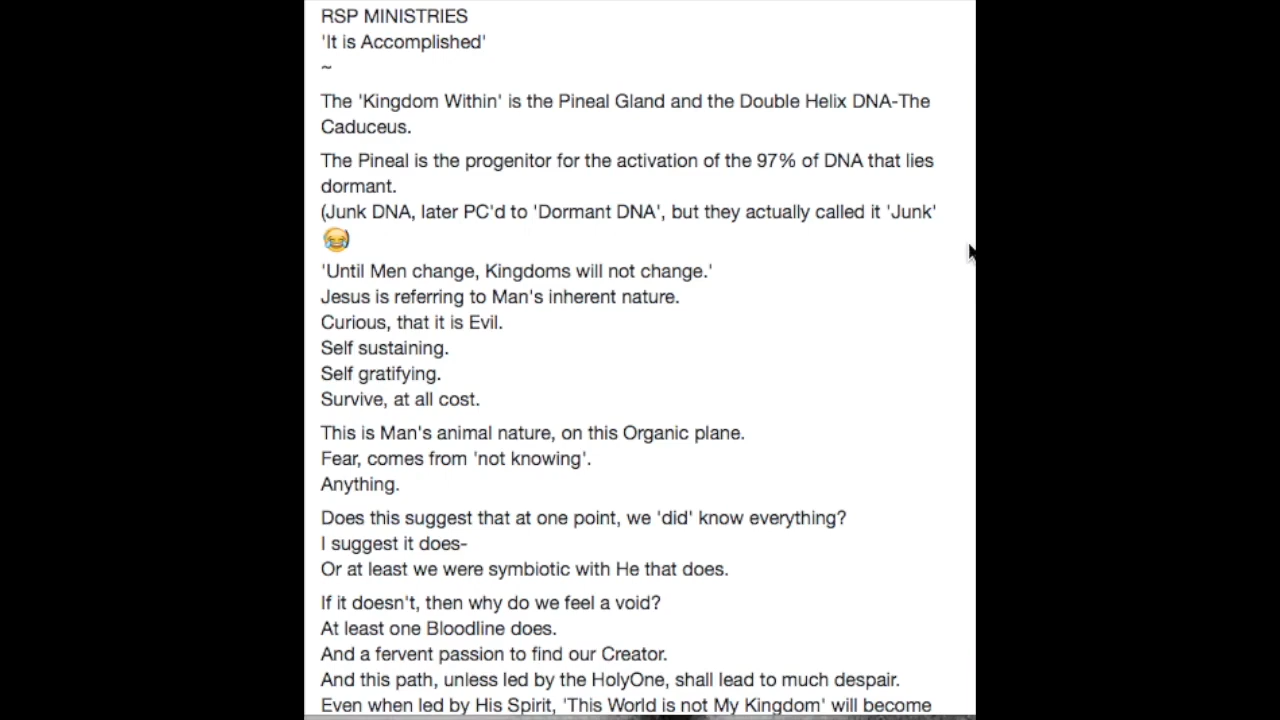 RSP MINISTRIES
'It is Accomplished'
~
The 'Kingdom Within' is the Pineal Gland and the Double Helix DNA-The
Caduceus.
The Pineal is the progenitor for the activation of the 97% of DNA that lies
dormant.
(Junk DNA, later PC'd to 'Dormant DNA', but they actually called it 'Junk'
😂
'Until Men change, Kingdoms will not change.'
Jesus is referring to Man's inherent nature.
Curious, that it is Evil.
Self sustaining.
Self gratifying.
Survive, at all cost.
This is Man's animal nature, on this Organic plane.
Fear, comes from 'not knowing'.
Anything.
Does this suggest that at one point, we 'did' know everything?
I suggest it does-
Or at least we were symbiotic with He that does.
If it doesn't, then why do we feel a void?
At least one Bloodline does.
And a fervent passion to find our Creator.
And this path, unless led by the HolyOne, shall lead to much despair.
Even when led by His Spirit, 'This World is not My Kingdom' will become